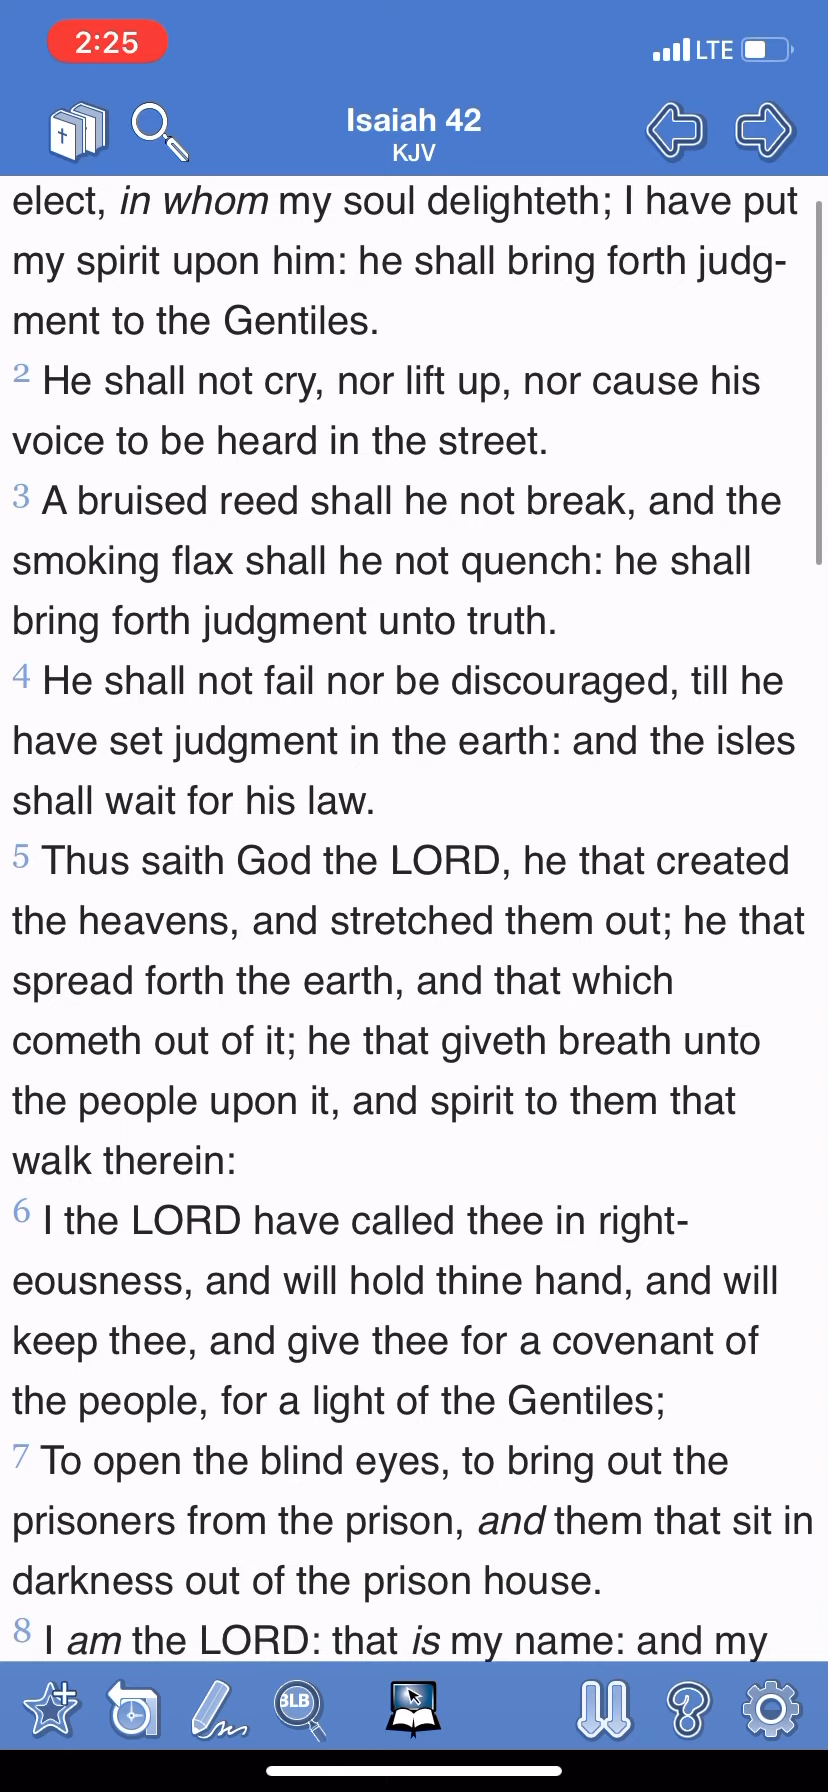 2:25
LTE
Isaiah 42
KJV
elect, in whom my soul delighteth; I have put
my spirit upon him: he shall bring forth judg-
ment to the Gentiles.
2 He shall not cry, nor lift up, nor cause his
voice to be heard in the street.
3 A bruised reed shall he not break, and the
smoking flax shall he not quench: he shall
bring forth judgment unto truth.
4 He shall not fail nor be discouraged, till he
have set judgment in the earth: and the isles
shall wait for his law.
5 Thus saith God the LORD, he that created
the heavens, and stretched them out; he that
spread forth the earth, and that which
cometh out of it; he that giveth breath unto
the people upon it, and spirit to them that
walk therein:
6 I the LORD have called thee in right-
eousness, and will hold thine hand, and will
keep thee, and give thee for a covenant of
the people, for a light of the Gentiles;
7 To open the blind eyes, to bring out the
prisoners from the prison, and them that sit in
darkness out of the prison house.
8 I am the LORD: that is my name: and my
BLB